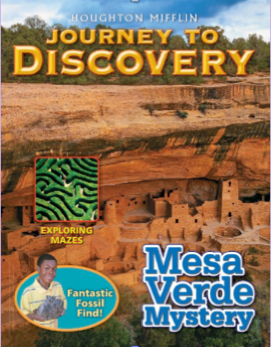 HOUGHTON MIFFLIN
JOURNEY TO
DISCOVERY
EXPLORING
MAZES
Fantastic
Fossil
Find!
Mesa
Verde
Mystery